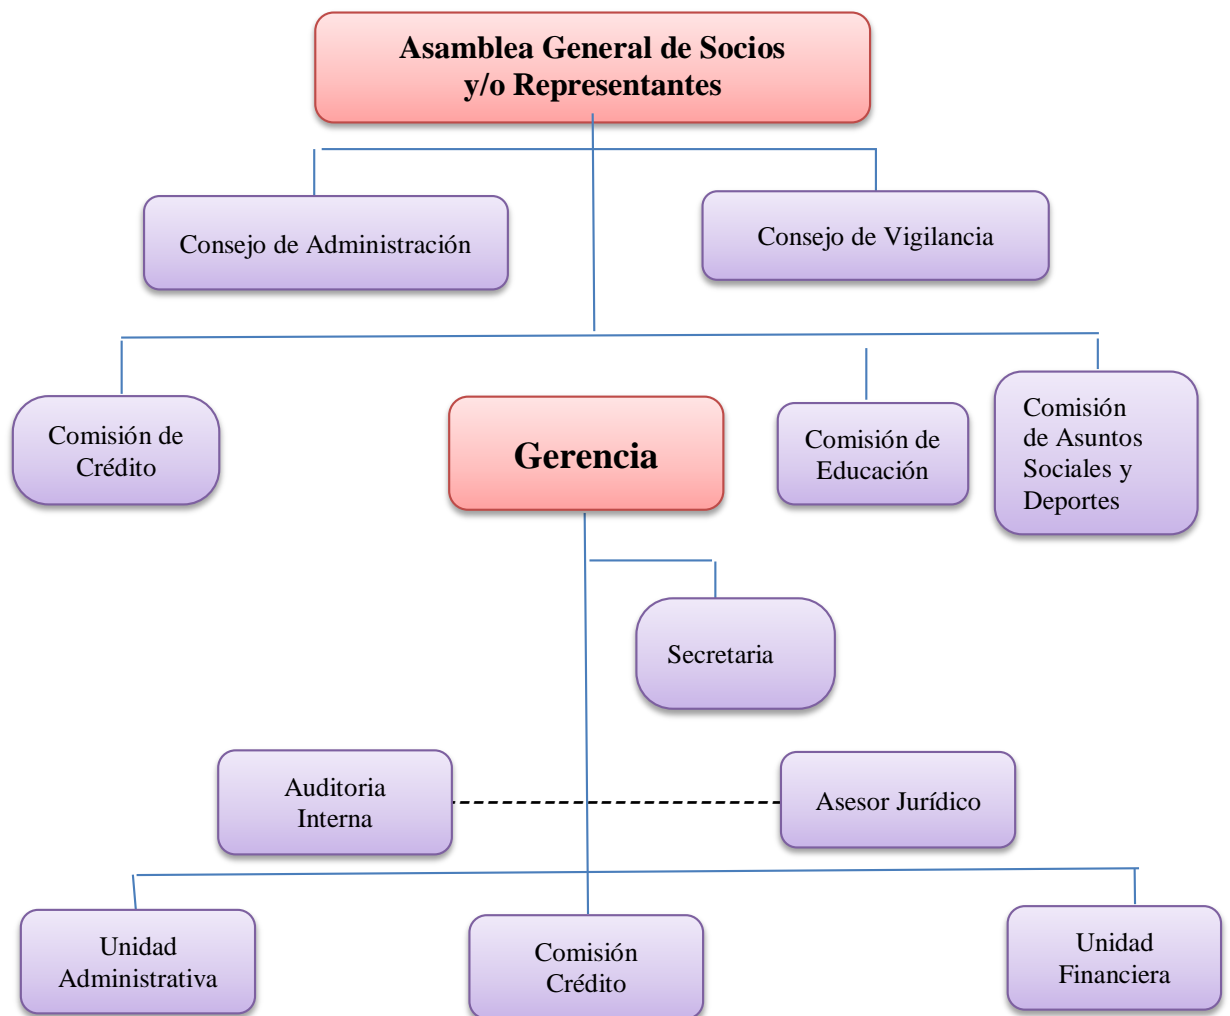 Asamblea General de Socios
y/o Representantes
Consejo de Administración
Consejo de Vigilancia
Comisión de
Crédito
Gerencia
Comisión de
Educación
Comisión
de Asuntos
Sociales y
Deportes
Secretaria
Auditoria
Interna
Asesor Jurídico
Unidad
Administrativa
Comisión
Crédito
Unidad
Financiera